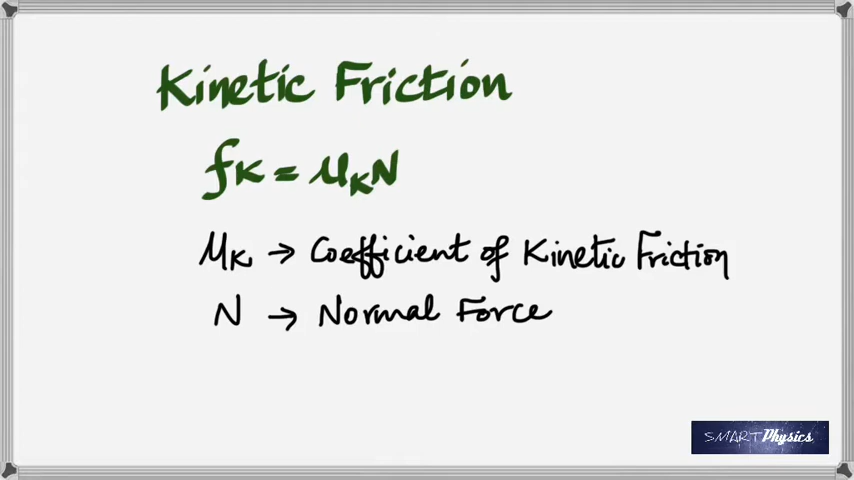 Kinetic Friction
fK = μKN
μK → Coefficient of Kinetic Friction
N → Normal Force
SMARTPhysics